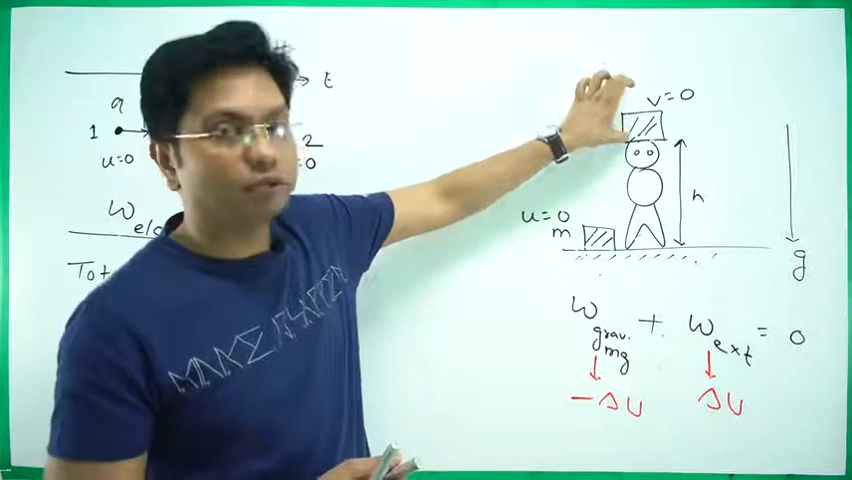 t
q
1
2
u=0
=0
W
Tot
v=0
h
u=0
m
g
W grav. mg + W ext = 0
-ΔU ΔU